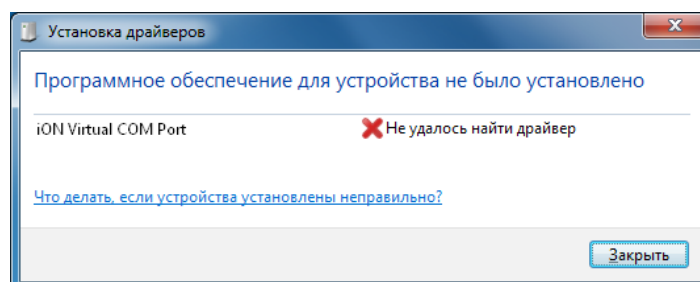 Установка драйверов
Программное обеспечение для устройства не было установлено
iON Virtual COM Port Не удалось найти драйвер
Что делать, если устройства установлены неправильно?
Закрыть